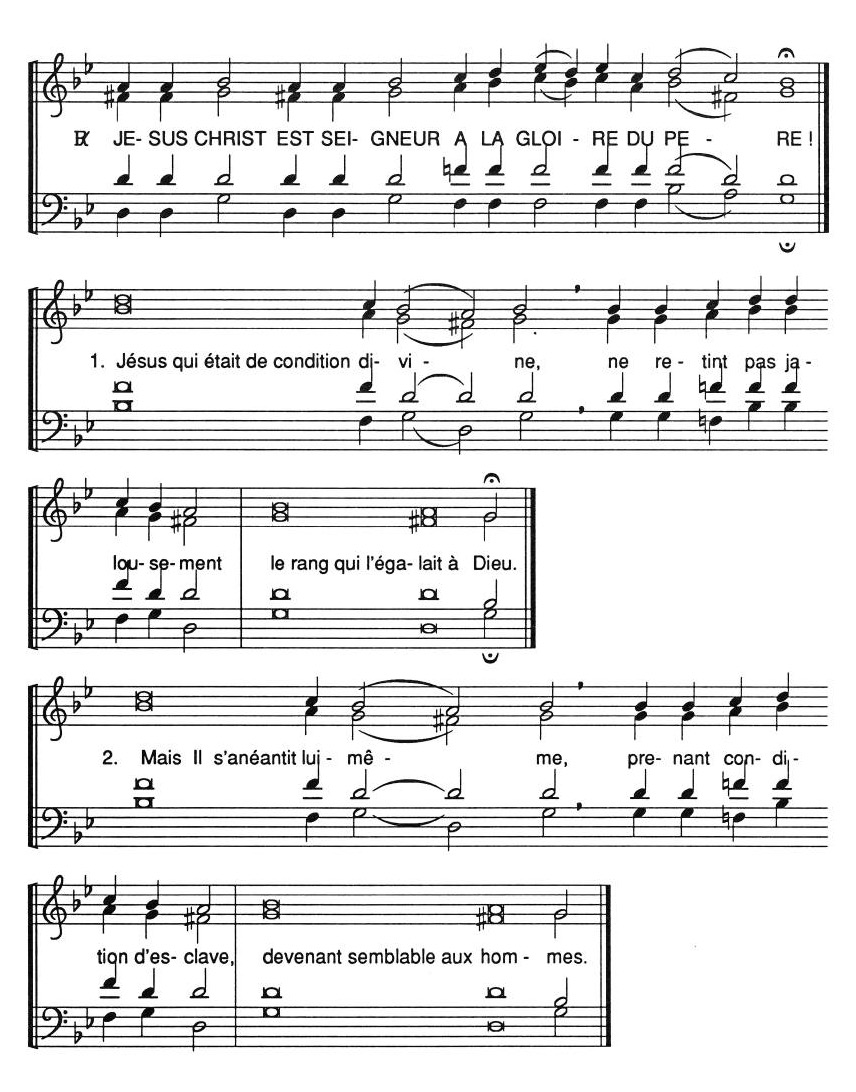 ℟ JE- SUS CHRIST EST SEI- GNEUR A LA GLOI - RE DU PE - RE !
1. Jésus qui était de condition di- vi - ne, ne re - tint pas ja -
lou- se- ment le rang qui l'éga- lait à Dieu.
2. Mais Il s'anéantit lui - mê - me, pre- nant con- di -
tion d'es- clave, devenant semblable aux hom - mes.